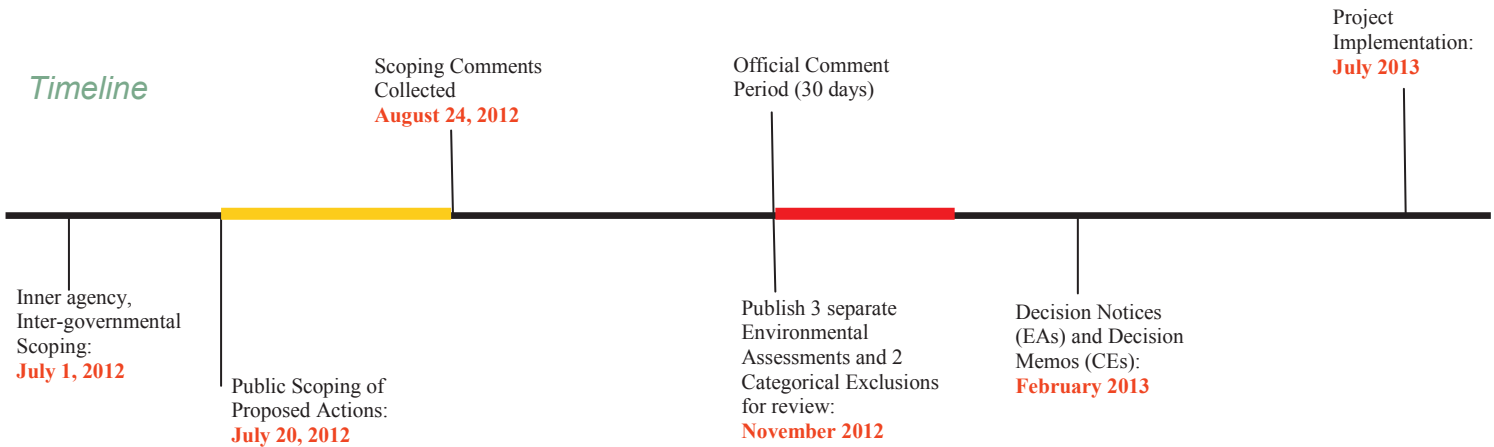 Timeline
Inner agency,
Inter-governmental
Scoping:
July 1, 2012
Public Scoping of
Proposed Actions:
July 20, 2012
Scoping Comments
Collected
August 24, 2012
Official Comment
Period (30 days)
Publish 3 separate
Environmental
Assessments and 2
Categorical Exclusions
for review:
November 2012
Decision Notices
(EAs) and Decision
Memos (CEs):
February 2013
Project
Implementation:
July 2013